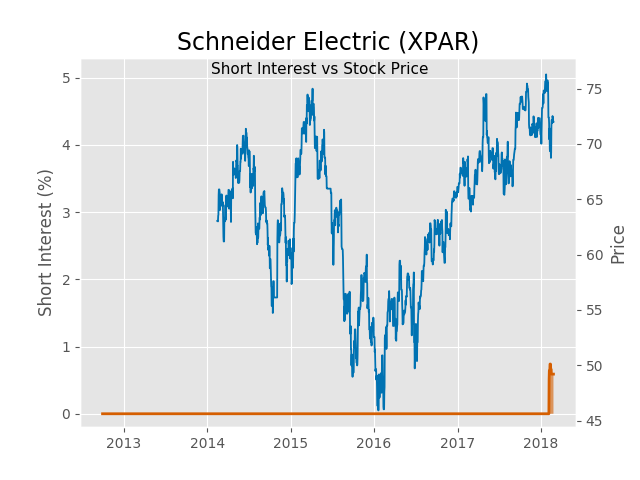 Schneider Electric (XPAR)
Short Interest vs Stock Price
Short Interest (%)
5
4
3
2
1
0
75
70
65
60
55
50
45
Price
2013 2014 2015 2016 2017 2018